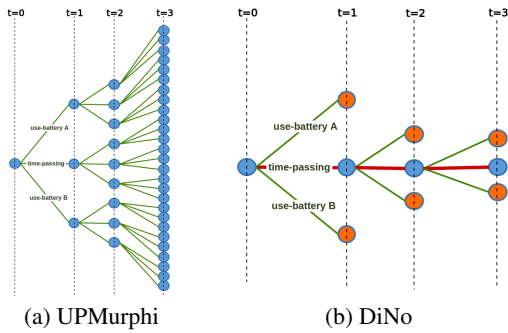 t=0 t=1 t=2 t=3
use-battery A
time-passing
use-battery B
(a) UPMurphi
t=0 t=1 t=2 t=3
use-battery A
time-passing
use-battery B
(b) DiNo